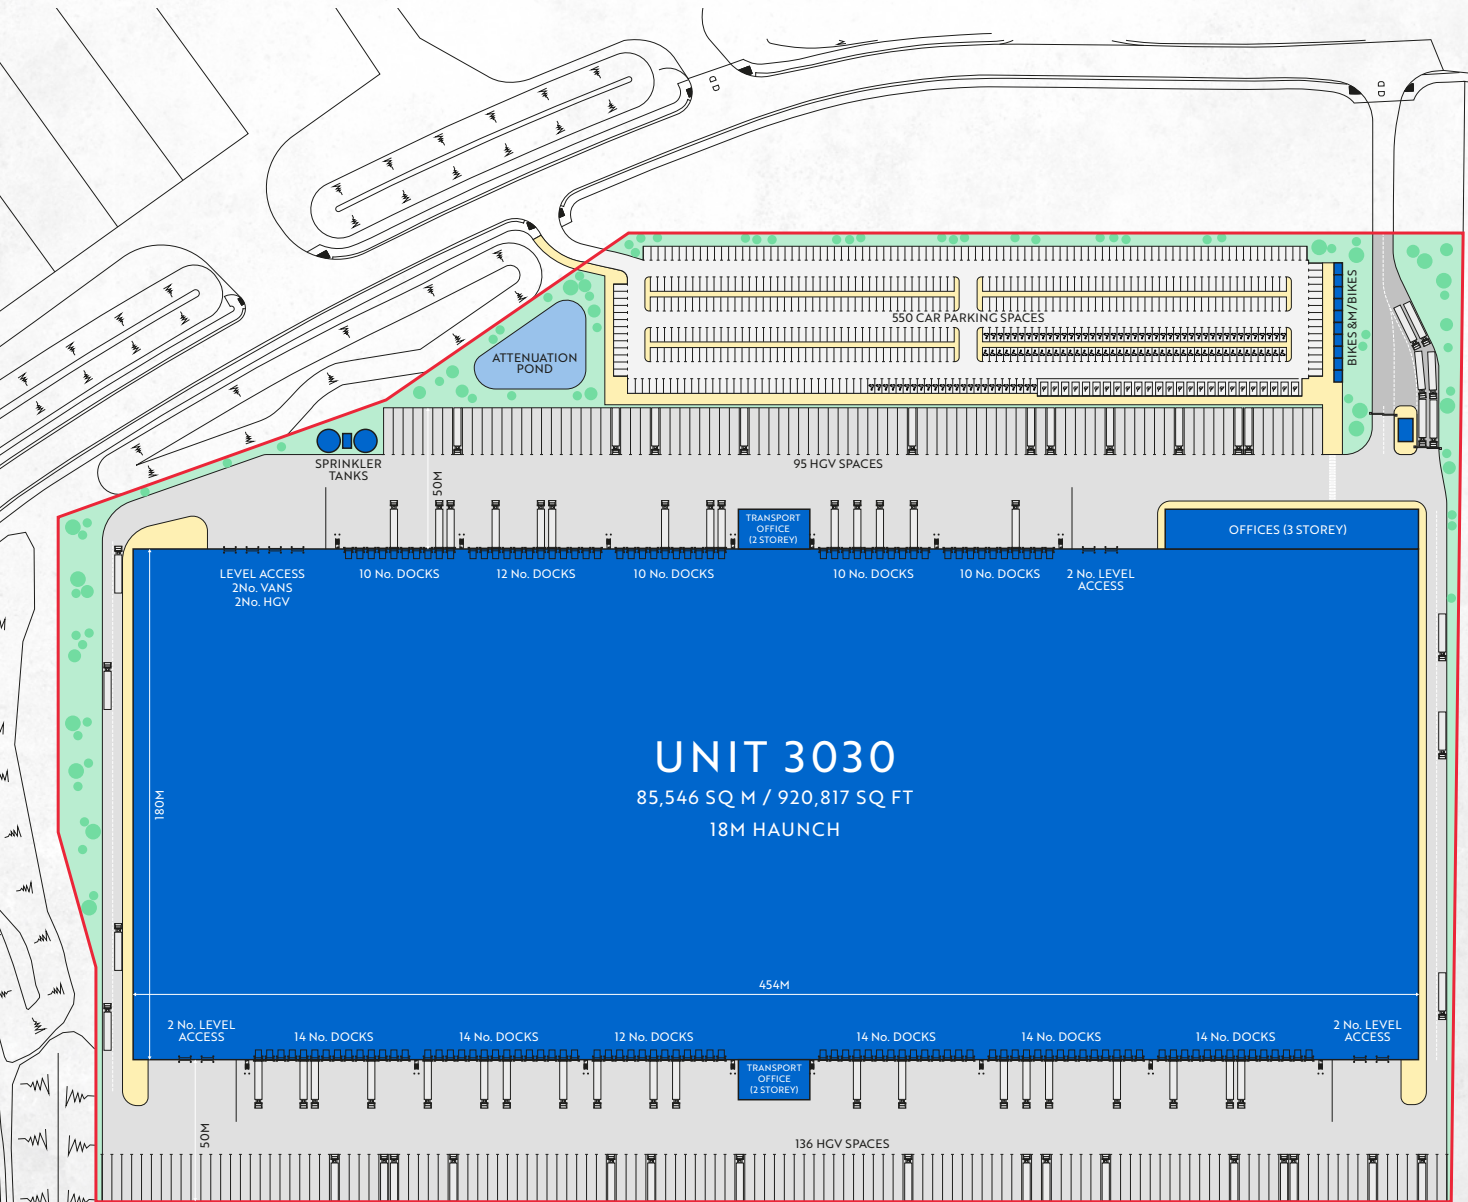 550 CAR PARKING SPACES
BIKES & M/BIKES
ATTENUATION
POND
SPRINKLER
TANKS
95 HGV SPACES
50M
TRANSPORT
OFFICE
(2 STOREY)
OFFICES (3 STOREY)
LEVEL ACCESS
2No. VANS
2No. HGV
10 No. DOCKS
12 No. DOCKS
10 No. DOCKS
10 No. DOCKS
10 No. DOCKS
2 No. LEVEL
ACCESS
UNIT 3030
85,546 SQ M / 920,817 SQ FT
18M HAUNCH
180M
454M
2 No. LEVEL
ACCESS
14 No. DOCKS
14 No. DOCKS
12 No. DOCKS
14 No. DOCKS
14 No. DOCKS
14 No. DOCKS
2 No. LEVEL
ACCESS
TRANSPORT
OFFICE
(2 STOREY)
50M
136 HGV SPACES